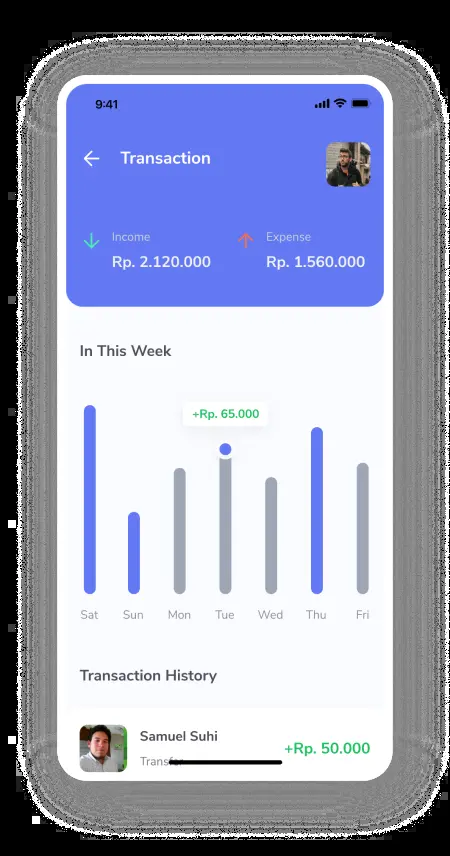 9:41
Transaction
Income
Expense
Rp. 2.120.000
Rp. 1.560.000
In This Week
+Rp. 65.000
Sat Sun Mon Tue Wed Thu Fri
Transaction History
Samuel Suhi
+Rp. 50.000
Transfer